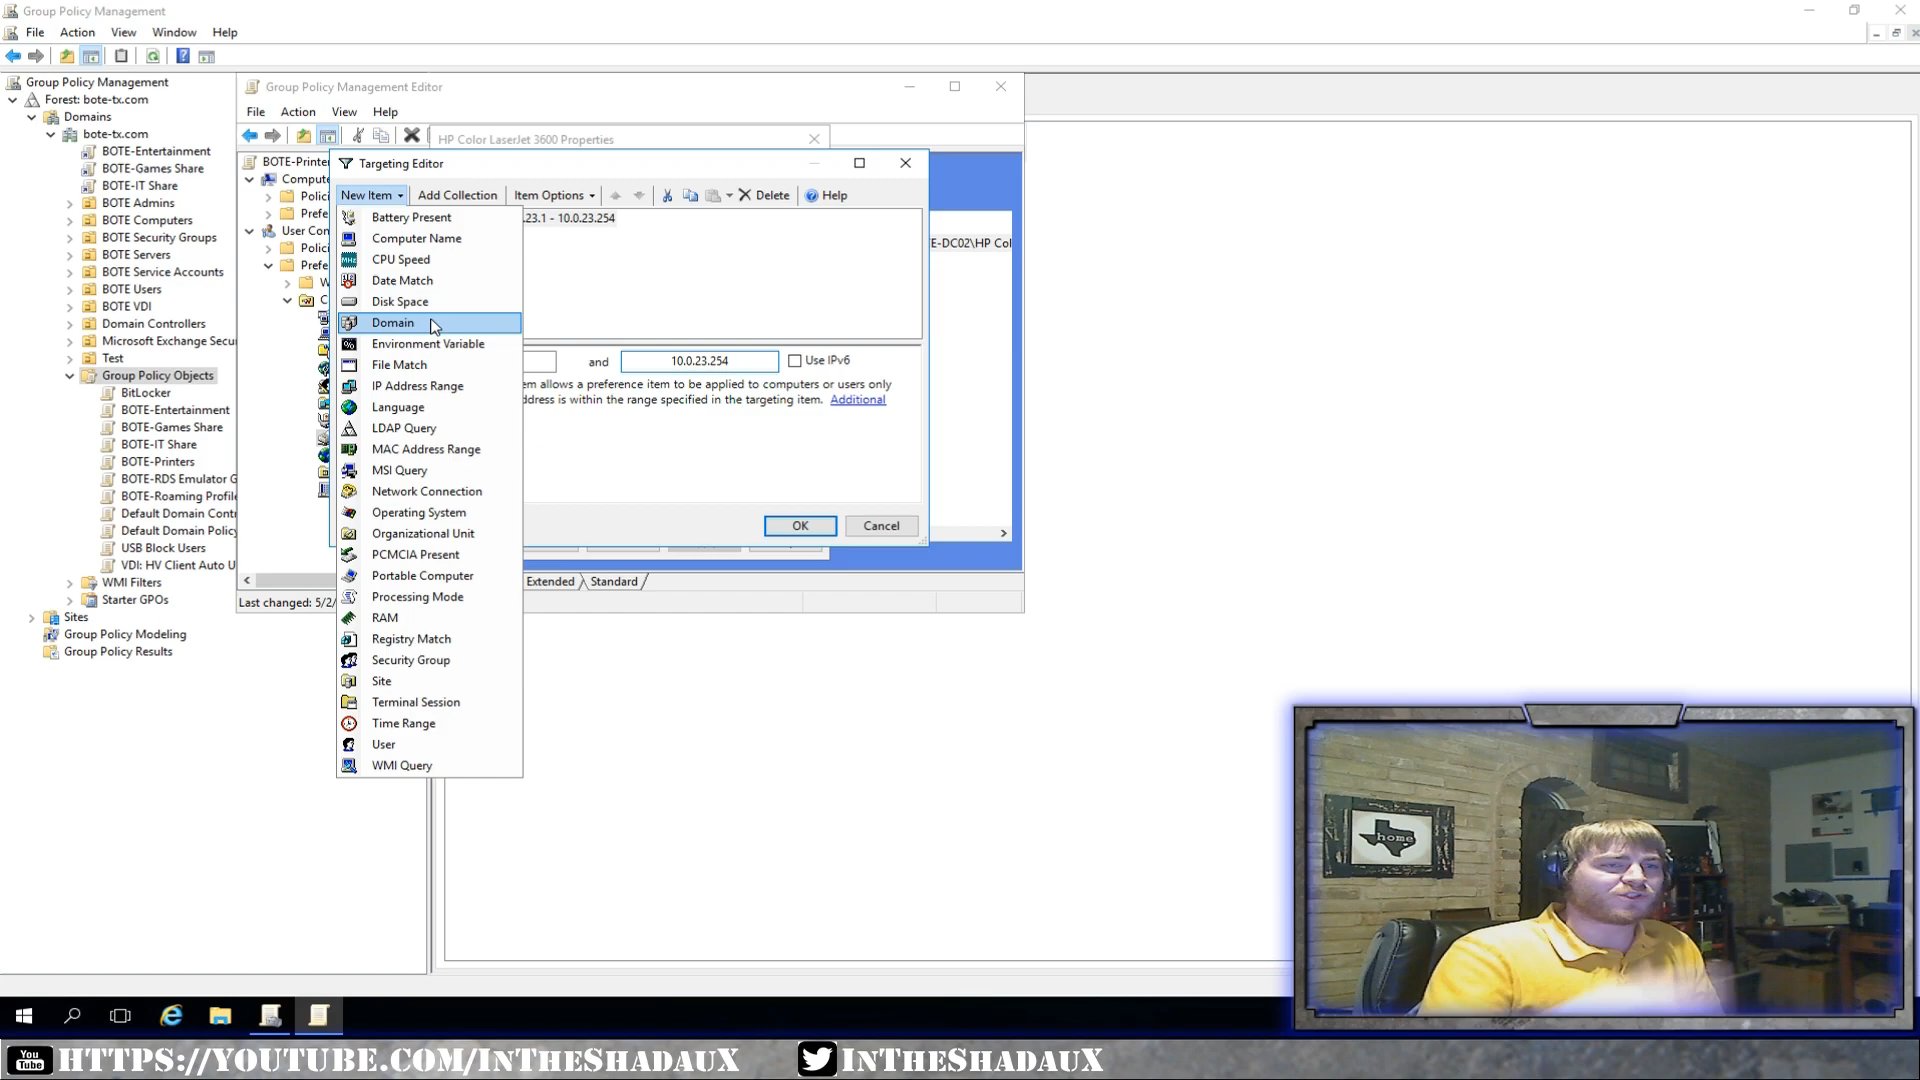 Group Policy Management
File Action View Window Help
Group Policy Management
Forest: bote-tx.com
Domains
bote-tx.com
BOTE-Entertainment
BOTE-Games Share
BOTE-IT Share
BOTE Admins
BOTE Computers
BOTE Security Groups
BOTE Servers
BOTE Service Accounts
BOTE Users
BOTE VDI
Domain Controllers
Microsoft Exchange Secu
Test
Group Policy Objects
BitLocker
BOTE-Entertainment
BOTE-Games Share
BOTE-IT Share
BOTE-Printers
BOTE-RDS Emulator G
BOTE-Roaming Profile
Default Domain Cont
Default Domain Policy
USB Block Users
VDI: HV Client Auto U
WMI Filters
Starter GPOs
Sites
Group Policy Modeling
Group Policy Results
Group Policy Management Editor
File Action View Help
HP Color LaserJet 3600 Properties
BOTE-Printer
Compute
Polici
Prefe
User Con
Polici
Prefe
W
C
Last changed: 5/2/
Extended Standard
E-DC02\HP Col
Targeting Editor
New Item Add Collection Item Options Delete Help
.23.1 - 10.0.23.254
and 10.0.23.254 Use IPv6
em allows a preference item to be applied to computers or users only
ddress is within the range specified in the targeting item. Additional
OK Cancel
Battery Present
Computer Name
CPU Speed
Date Match
Disk Space
Domain
Environment Variable
File Match
IP Address Range
Language
LDAP Query
MAC Address Range
MSI Query
Network Connection
Operating System
Organizational Unit
PCMCIA Present
Portable Computer
Processing Mode
RAM
Registry Match
Security Group
Site
Terminal Session
Time Range
User
WMI Query
home
You Tube HTTPS://YOUTUBE.COM/INTHESHADAUX INTHESHADAUX